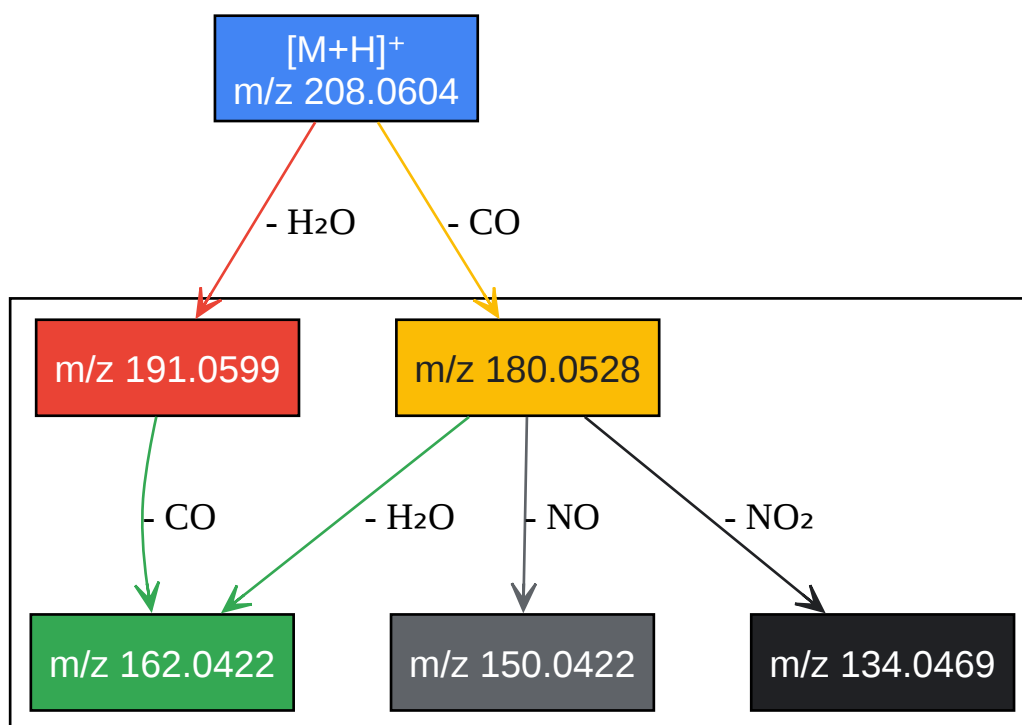 [M+H]⁺
m/z 208.0604
- H₂O
- CO
m/z 191.0599
m/z 180.0528
- CO
- H₂O
- NO
- NO₂
m/z 162.0422
m/z 150.0422
m/z 134.0469